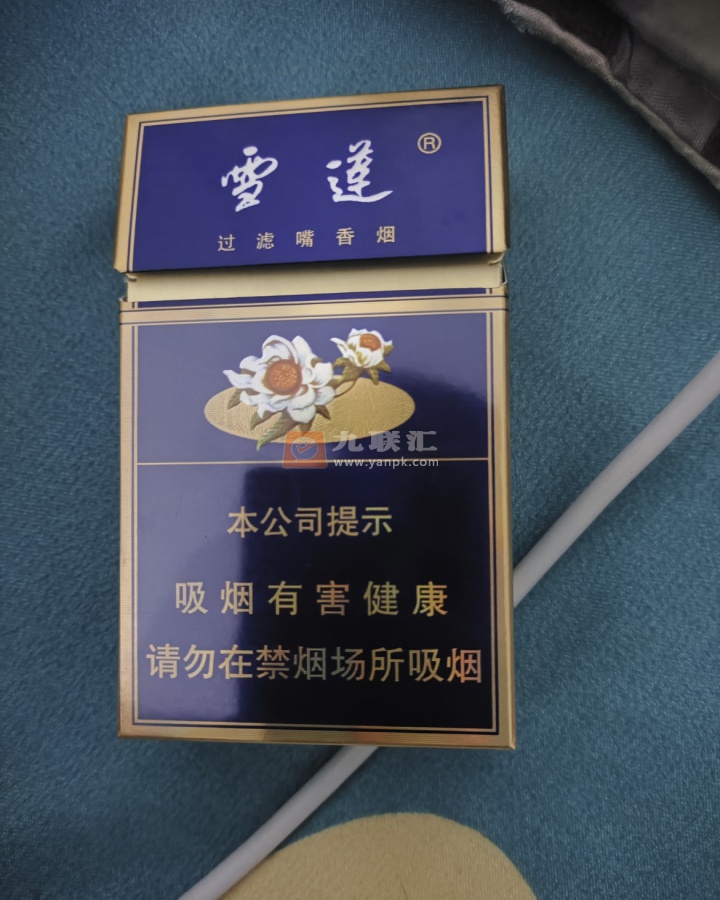 雪莲®
过滤嘴香烟
九联汇
www.yanpk.com
本公司提示
吸烟有害健康
请勿在禁烟场所吸烟